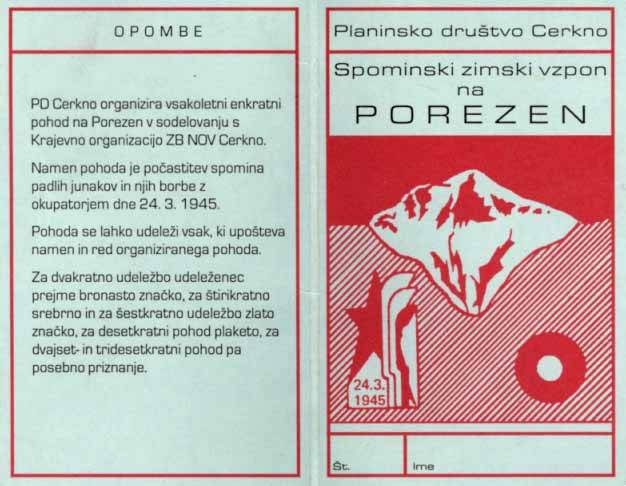 OPOMBE
PD Cerkno organizira vsakoletni enkratni
pohod na Porezen v sodelovanju s
Krajevno organizacijo ZB NOV Cerkno.
Namen pohoda je počastitev spomina
padlih junakov in njih borbe z
okupatorjem dne 24. 3. 1945.
Pohoda se lahko udeleži vsak, ki upošteva
namen in red organiziranega pohoda.
Za dvakratno udeležbo udeleženec
prejme bronasto značko, za štirikratno
srebrno in za šestkratno udeležbo zlato
značko, za desetkratni pohod plaketo, za
dvajset- in tridesetkratni pohod pa
posebno priznanje.
Planinsko društvo Cerkno
Spominski zimski vzpon
na
POREZEN
24.3.
1945
Št.
Ime